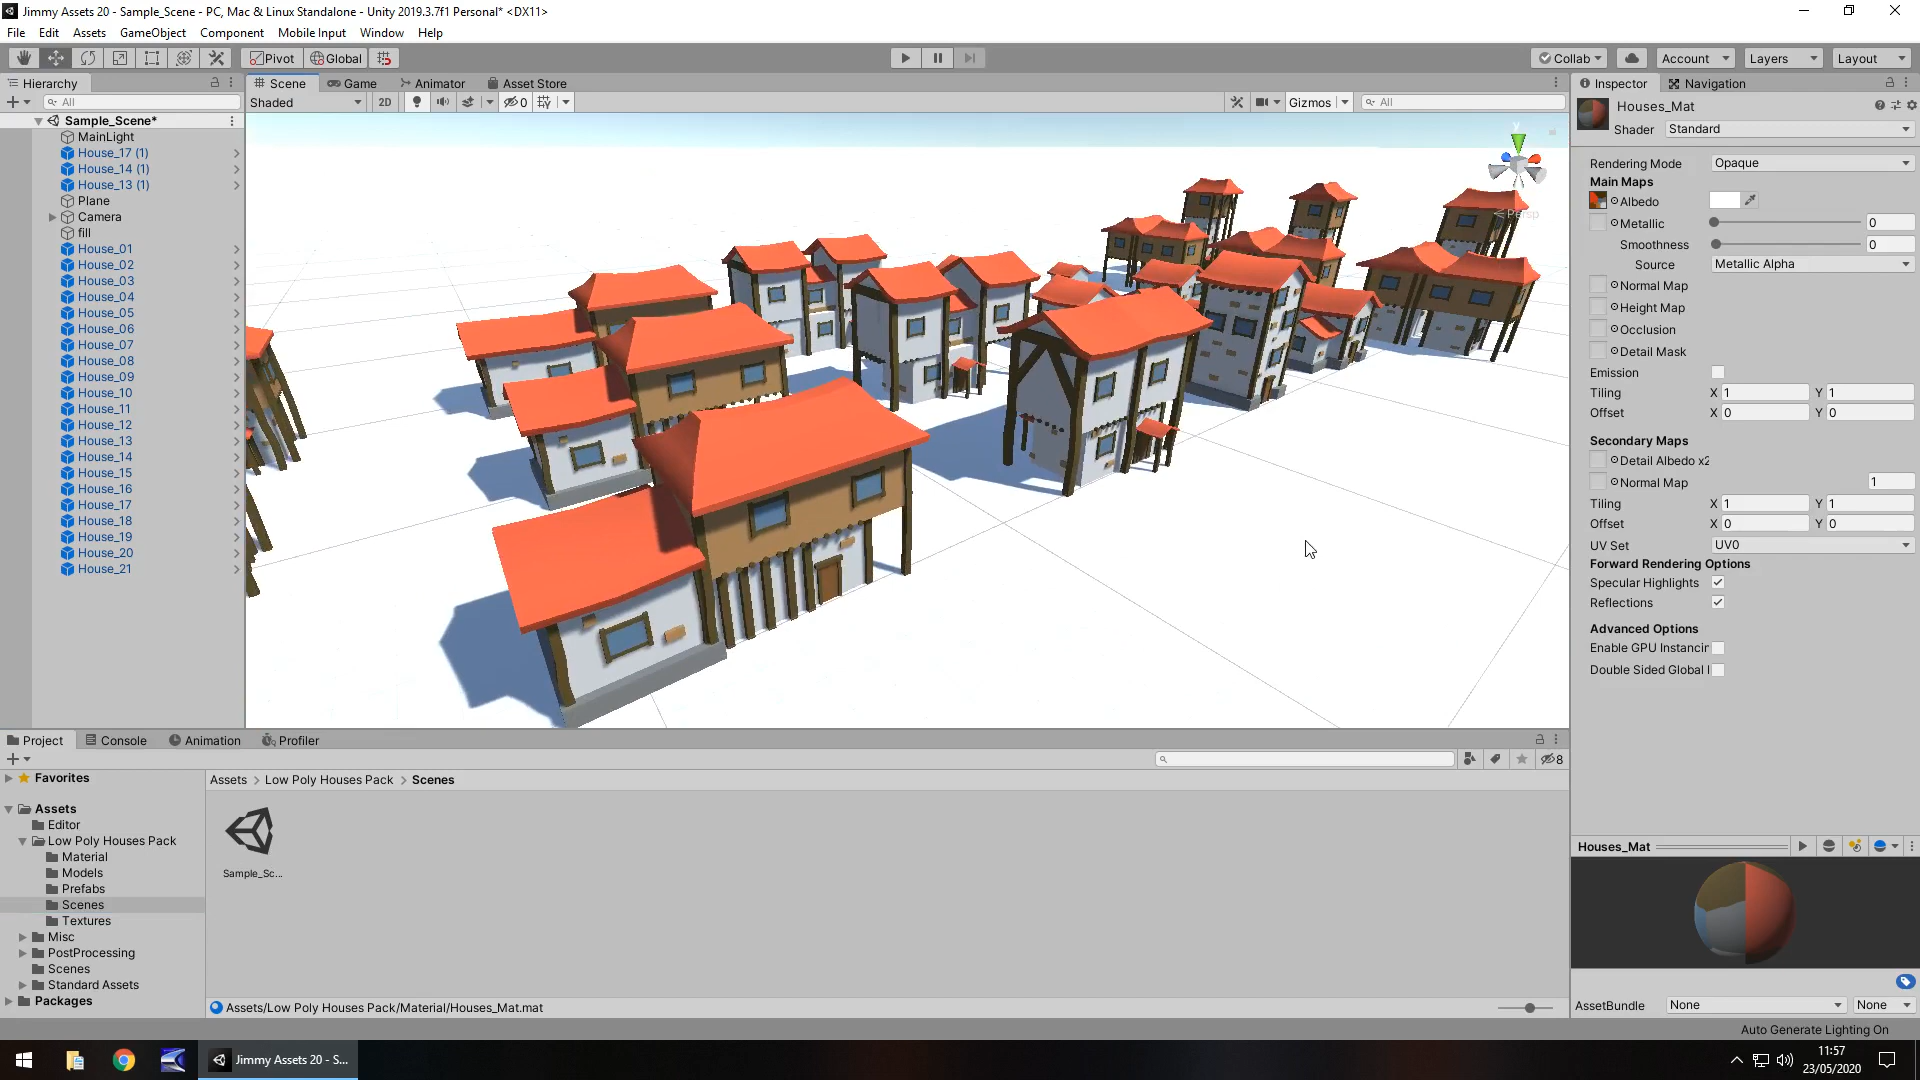 Jimmy Assets 20 - Sample_Scene - PC, Mac & Linux Standalone - Unity 2019.3.7f1 Personal* <DX11>
File Edit Assets GameObject Component Mobile Input Window Help
Pivot Global Collab Account Layers Layout
Hierarchy
All
Sample_Scene*
MainLight
House_17 (1)
House_14 (1)
House_13 (1)
Plane
Camera
fill
House_01
House_02
House_03
House_04
House_05
House_06
House_07
House_08
House_09
House_10
House_11
House_12
House_13
House_14
House_15
House_16
House_17
House_18
House_19
House_20
House_21
Scene Game Animator Asset Store
Shaded 2D 0 Gizmos All
y
Persp
Inspector Navigation
Houses_Mat
Shader Standard
Rendering Mode Opaque
Main Maps
Albedo
Metallic 0
Smoothness 0
Source Metallic Alpha
Normal Map
Height Map
Occlusion
Detail Mask
Emission
Tiling X 1 Y 1
Offset X 0 Y 0
Secondary Maps
Detail Albedo x2
Normal Map 1
Tiling X 1 Y 1
Offset X 0 Y 0
UV Set UV0
Forward Rendering Options
Specular Highlights
Reflections
Advanced Options
Enable GPU Instancin
Double Sided Global I
Houses_Mat
AssetBundle None None
Project Console Animation Profiler
8
Favorites
Assets
Editor
Low Poly Houses Pack
Material
Models
Prefabs
Scenes
Textures
Misc
PostProcessing
Scenes
Standard Assets
Packages
Assets > Low Poly Houses Pack > Scenes
Sample_Sc...
Assets/Low Poly Houses Pack/Material/Houses_Mat.mat
Auto Generate Lighting On
Jimmy Assets 20 - S...
11:57
23/05/2020